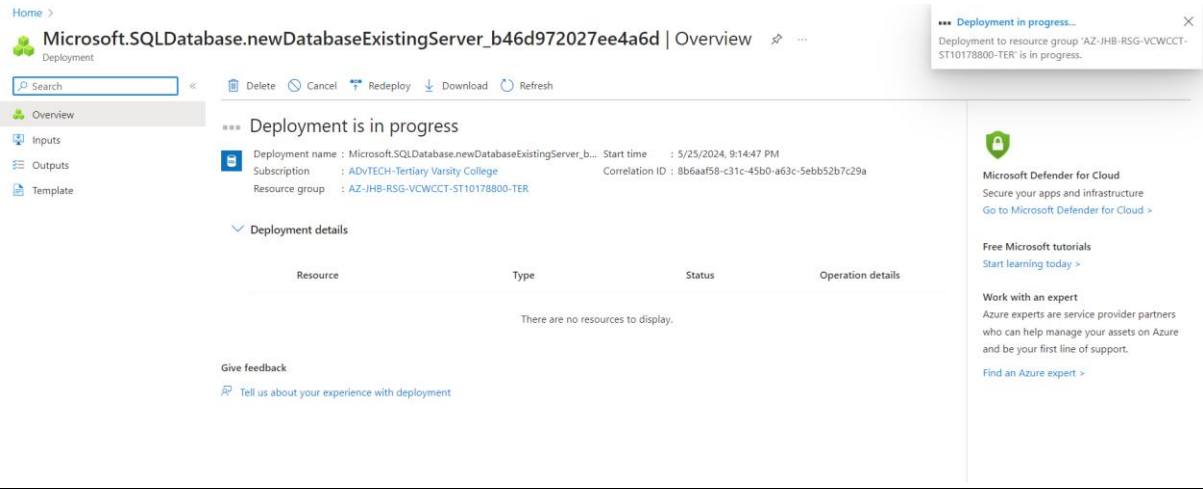 Home >
Microsoft.SQLDatabase.newDatabaseExistingServer_b46d972027ee4a6d | Overview
Deployment
Deployment in progress...
Deployment to resource group 'AZ-JHB-RSG-VCWCCT-
ST10178800-TER' is in progress.
Search
Overview
Inputs
Outputs
Template
Delete Cancel Redeploy Download Refresh
Deployment is in progress
Deployment name : Microsoft.SQLDatabase.newDatabaseExistingServer_b... Start time : 5/25/2024, 9:14:47 PM
Subscription : ADvTECH-Tertiary Varsity College Correlation ID : 8b6aaf58-c31c-45b0-a63c-5ebb52b7c29a
Resource group : AZ-JHB-RSG-VCWCCT-ST10178800-TER
Deployment details
Resource Type Status Operation details
There are no resources to display.
Give feedback
Tell us about your experience with deployment
Microsoft Defender for Cloud
Secure your apps and infrastructure
Go to Microsoft Defender for Cloud >
Free Microsoft tutorials
Start learning today >
Work with an expert
Azure experts are service provider partners
who can help manage your assets on Azure
and be your first line of support.
Find an Azure expert >